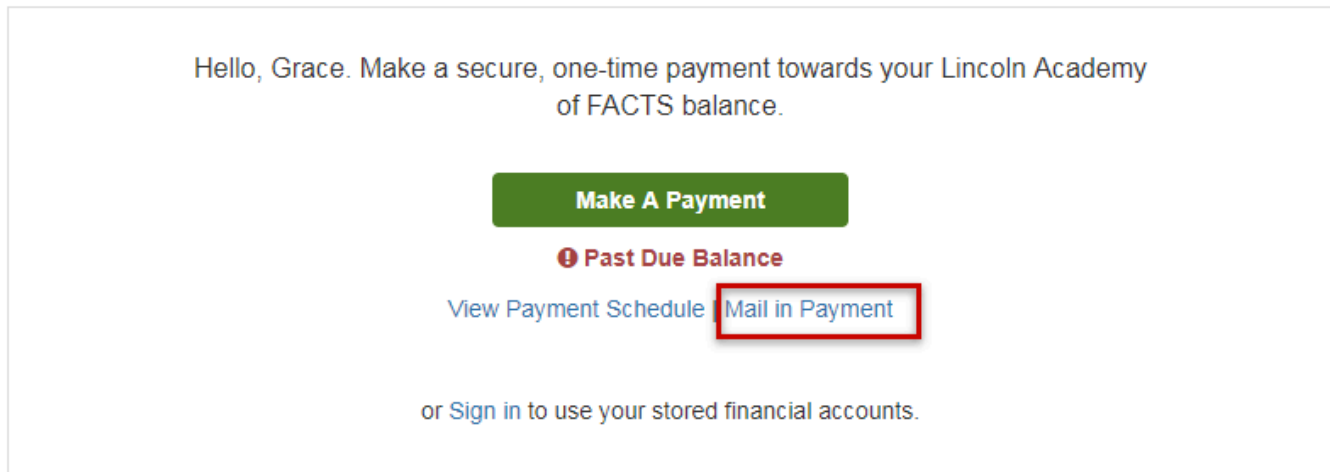 Hello, Grace. Make a secure, one-time payment towards your Lincoln Academy
of FACTS balance.
Make A Payment
Past Due Balance
View Payment Schedule | Mail in Payment
or Sign in to use your stored financial accounts.